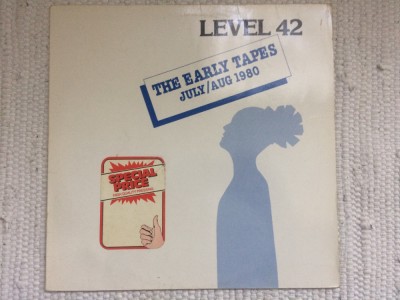 LEVEL 42
THE EARLY TAPES
JULY/AUG 1980
SPECIAL
PRICE